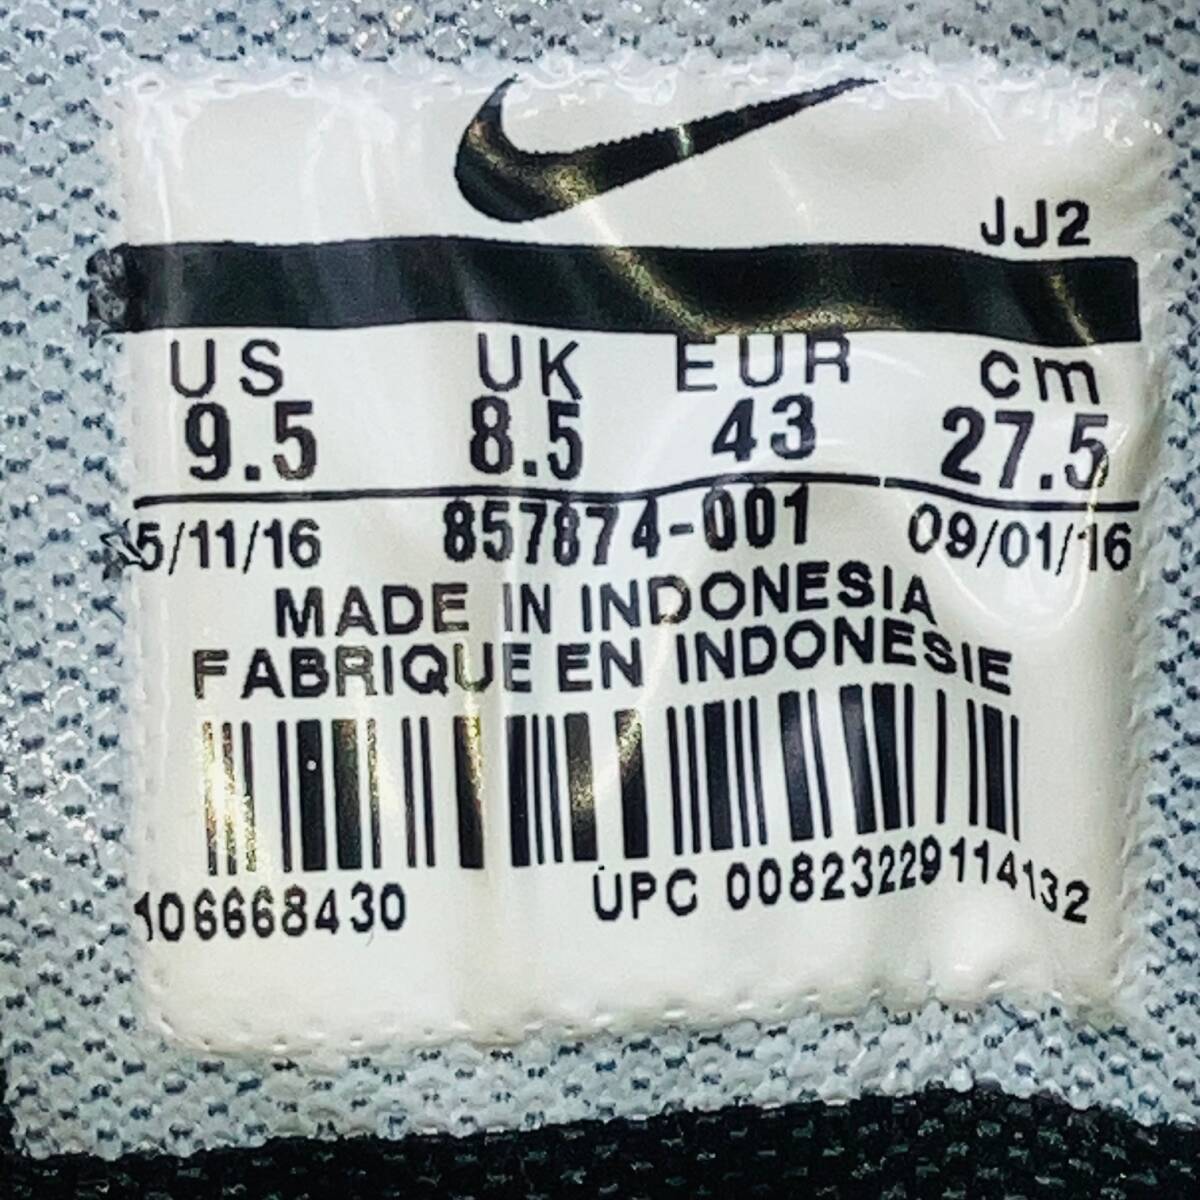 JJ2
US UK EUR cm
9.5 8.5 43 27.5
5/11/16 857874-001 09/01/16
MADE IN INDONESIA
FABRIQUE EN INDONESIE
106668430 UPC 00823229114132